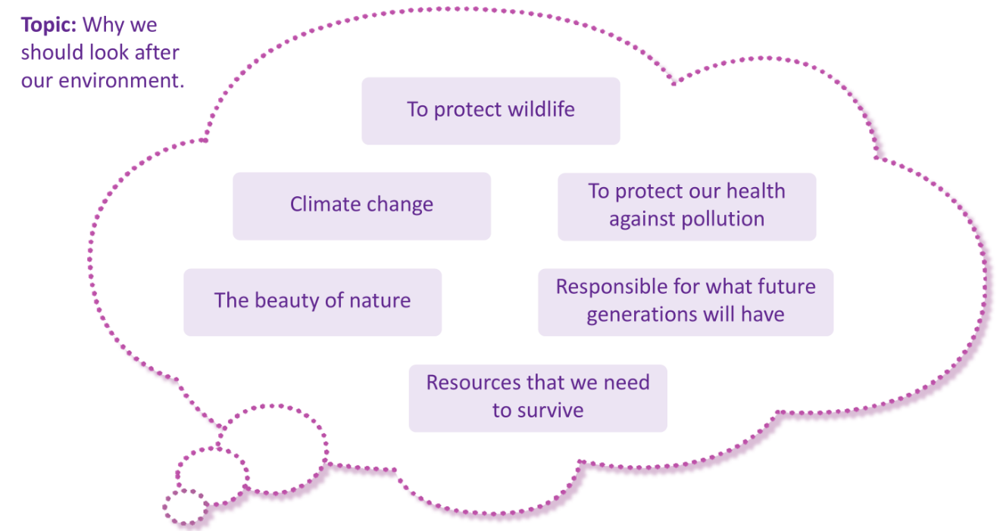 Topic: Why we
should look after
our environment.
To protect wildlife
Climate change
To protect our health
against pollution
The beauty of nature
Responsible for what future
generations will have
Resources that we need
to survive